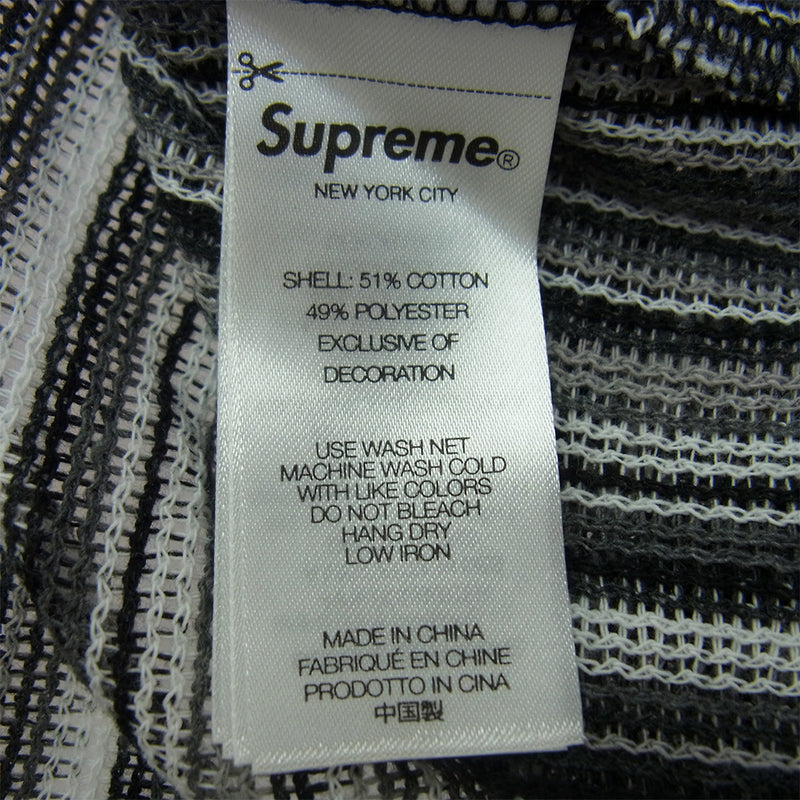 Supreme®
NEW YORK CITY
SHELL: 51% COTTON
49% POLYESTER
EXCLUSIVE OF
DECORATION
USE WASH NET
MACHINE WASH COLD
WITH LIKE COLORS
DO NOT BLEACH
HANG DRY
LOW IRON
MADE IN CHINA
FABRIQUÉ EN CHINE
PRODOTTO IN CINA
中国製